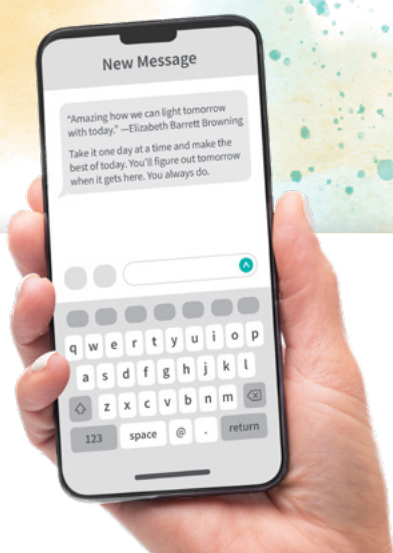 New Message
“Amazing how we can light tomorrow
with today.” —Elizabeth Barrett Browning
Take it one day at a time and make the
best of today. You'll figure out tomorrow
when it gets here. You always do.
q w e r t y u i o p
a s d f g h j k l
z x c v b n m
123 space @ . return